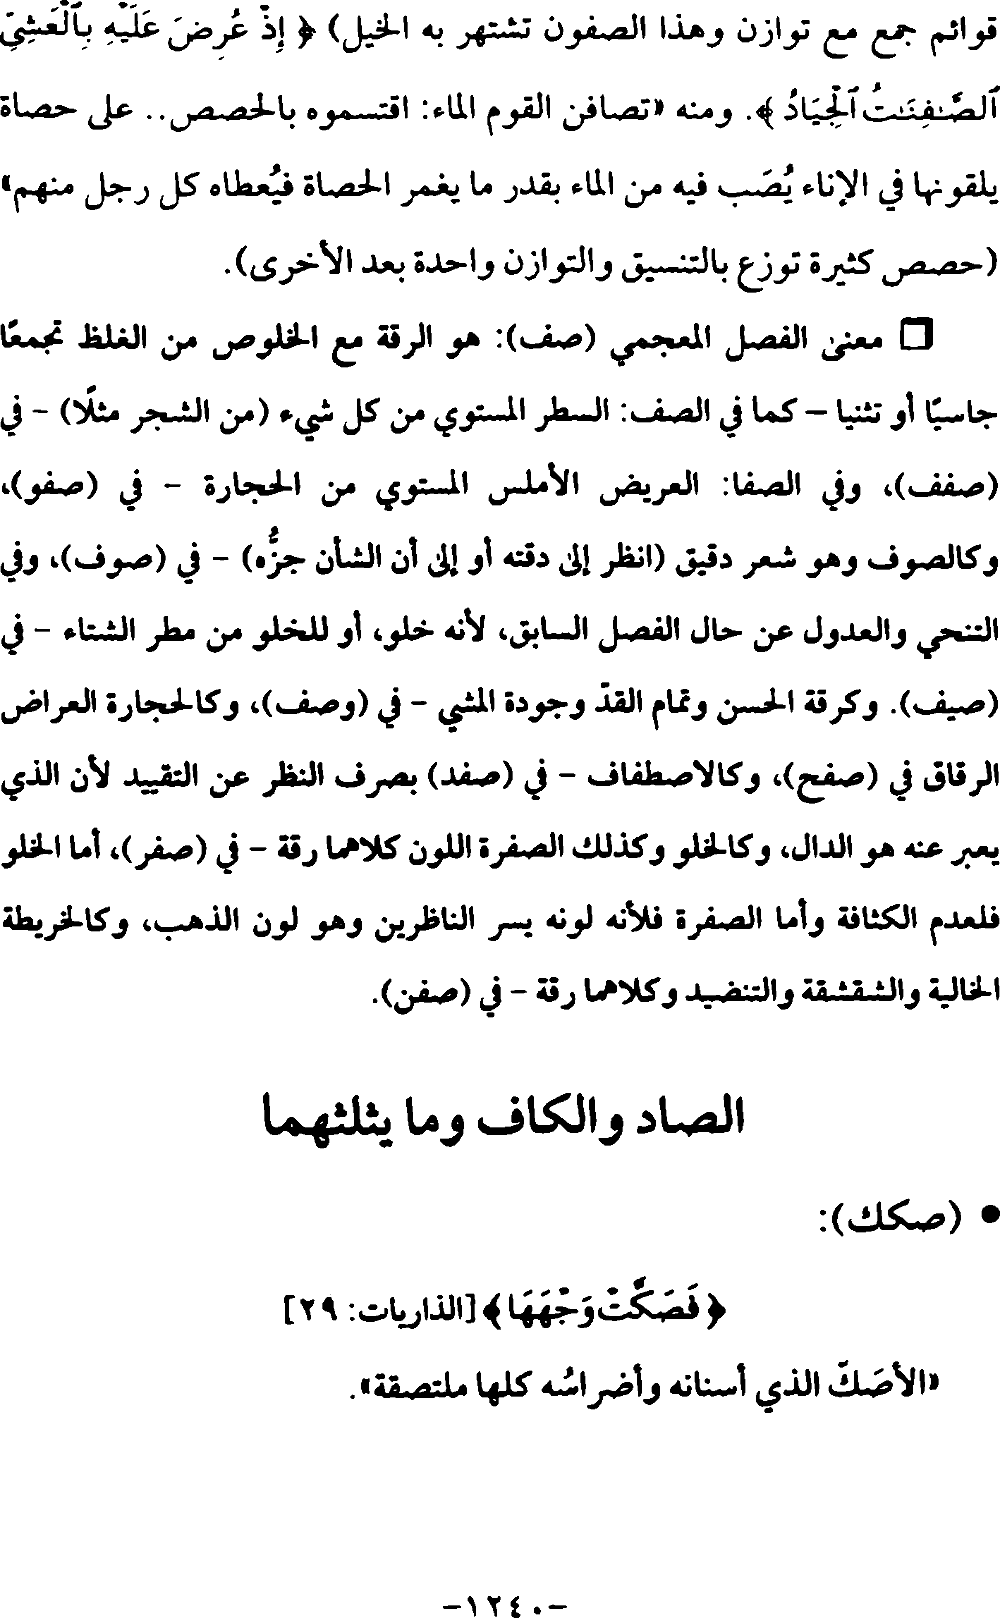 قوائم جمع مع توازن وهذا الصفون تشتهر به الخيل) ﴿ إِذْ عُرِضَ عَلَيْهِ بِٱلْعَشِيِّ
ٱلصَّـٰفِنَـٰتُ ٱلْجِيَادُ ﴾. ومنه «تصافن القوم الماء: اقتسموه بالحصص.. على حصاة
يلقونها في الإناء يُصَب فيه من الماء بقدر ما يغمر الحصاة فيُعطاه كل رجل منهم»
(حصص كثيرة توزع بالتنسيق والتوازن واحدة بعد الأخرى).
❒ معنى الفصل المعجمي (صف): هو الرقة مع الخلوص من الغلظ تجمعًا
جاسيًا أو تثنيا – كما في الصف: السطر المستوي من كل شيء (من الشجر مثلًا) – في
(صفف)، وفي الصفا: العريض الأملس المستوي من الحجارة – في (صفو)،
وكالصوف وهو شعر دقيق (انظر إلى دقته أو إلى أن الشأن جزُّه) – في (صوف)، وفي
التنحي والعدول عن حال الفصل السابق، لأنه خلو، أو للخلو من مطر الشتاء – في
(صيف). وكرقة الحسن وتمام القدّ وجودة المشي – في (وصف)، وكالحجارة العراض
الرقاق في (صفح)، وكالاصطفاف – في (صفد) بصرف النظر عن التقييد لأن الذي
يعبر عنه هو الدال، وكالخلو وكذلك الصفرة اللون كلاهما رقة – في (صفر)، أما الخلو
فلعدم الكثافة وأما الصفرة فلأنه لونه يسر الناظرين وهو لون الذهب، وكالخريطة
الخالية والشقشقة والتنضيد وكلاهما رقة – في (صفن).
الصاد والكاف وما يثلثهما
• (صكك):
﴿ فَصَكَّتْ وَجْهَهَا ﴾ [الذاريات: ٢٩]
«الأصَكّ الذي أسنانه وأضراسُه كلها ملتصقة».
-١٢٤٠-